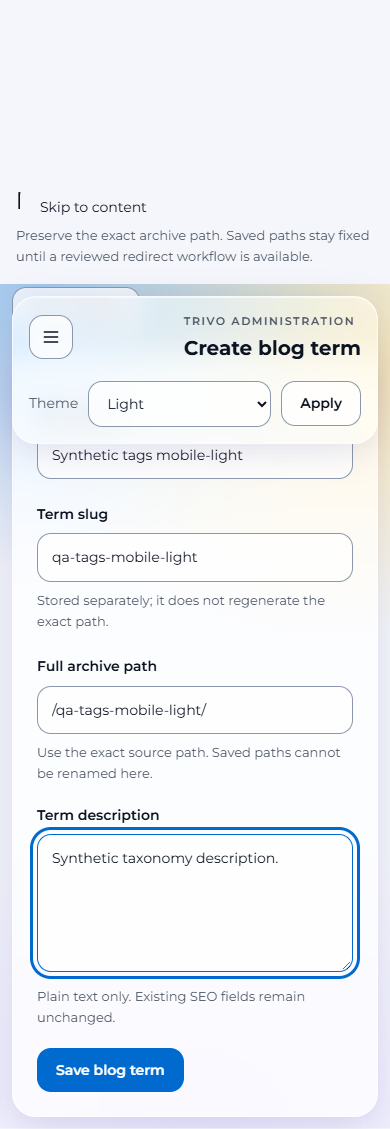 Skip to content
Preserve the exact archive path. Saved paths stay fixed
until a reviewed redirect workflow is available.
TRIVO ADMINISTRATION
Create blog term
Theme
Light
Apply
Synthetic tags mobile-light
Term slug
qa-tags-mobile-light
Stored separately; it does not regenerate the
exact path.
Full archive path
/qa-tags-mobile-light/
Use the exact source path. Saved paths cannot
be renamed here.
Term description
Synthetic taxonomy description.
Plain text only. Existing SEO fields remain
unchanged.
Save blog term